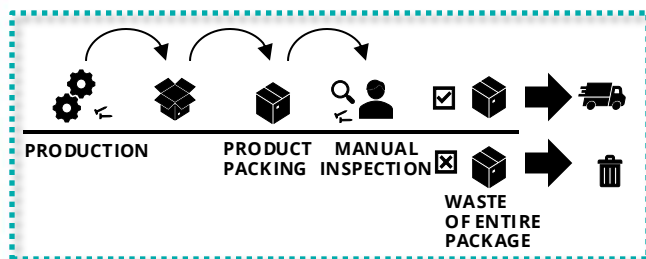 PRODUCTION
PRODUCT
PACKING
MANUAL
INSPECTION
WASTE
OF ENTIRE
PACKAGE